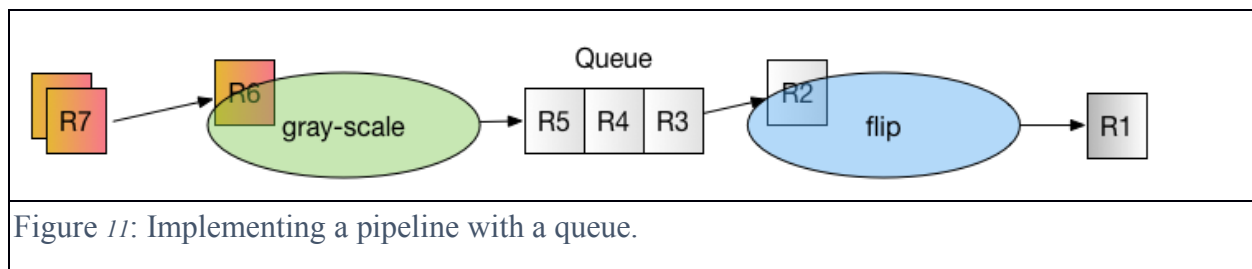 Queue
R7
R6
gray-scale
R5 R4 R3
R2
flip
R1
Figure 11: Implementing a pipeline with a queue.